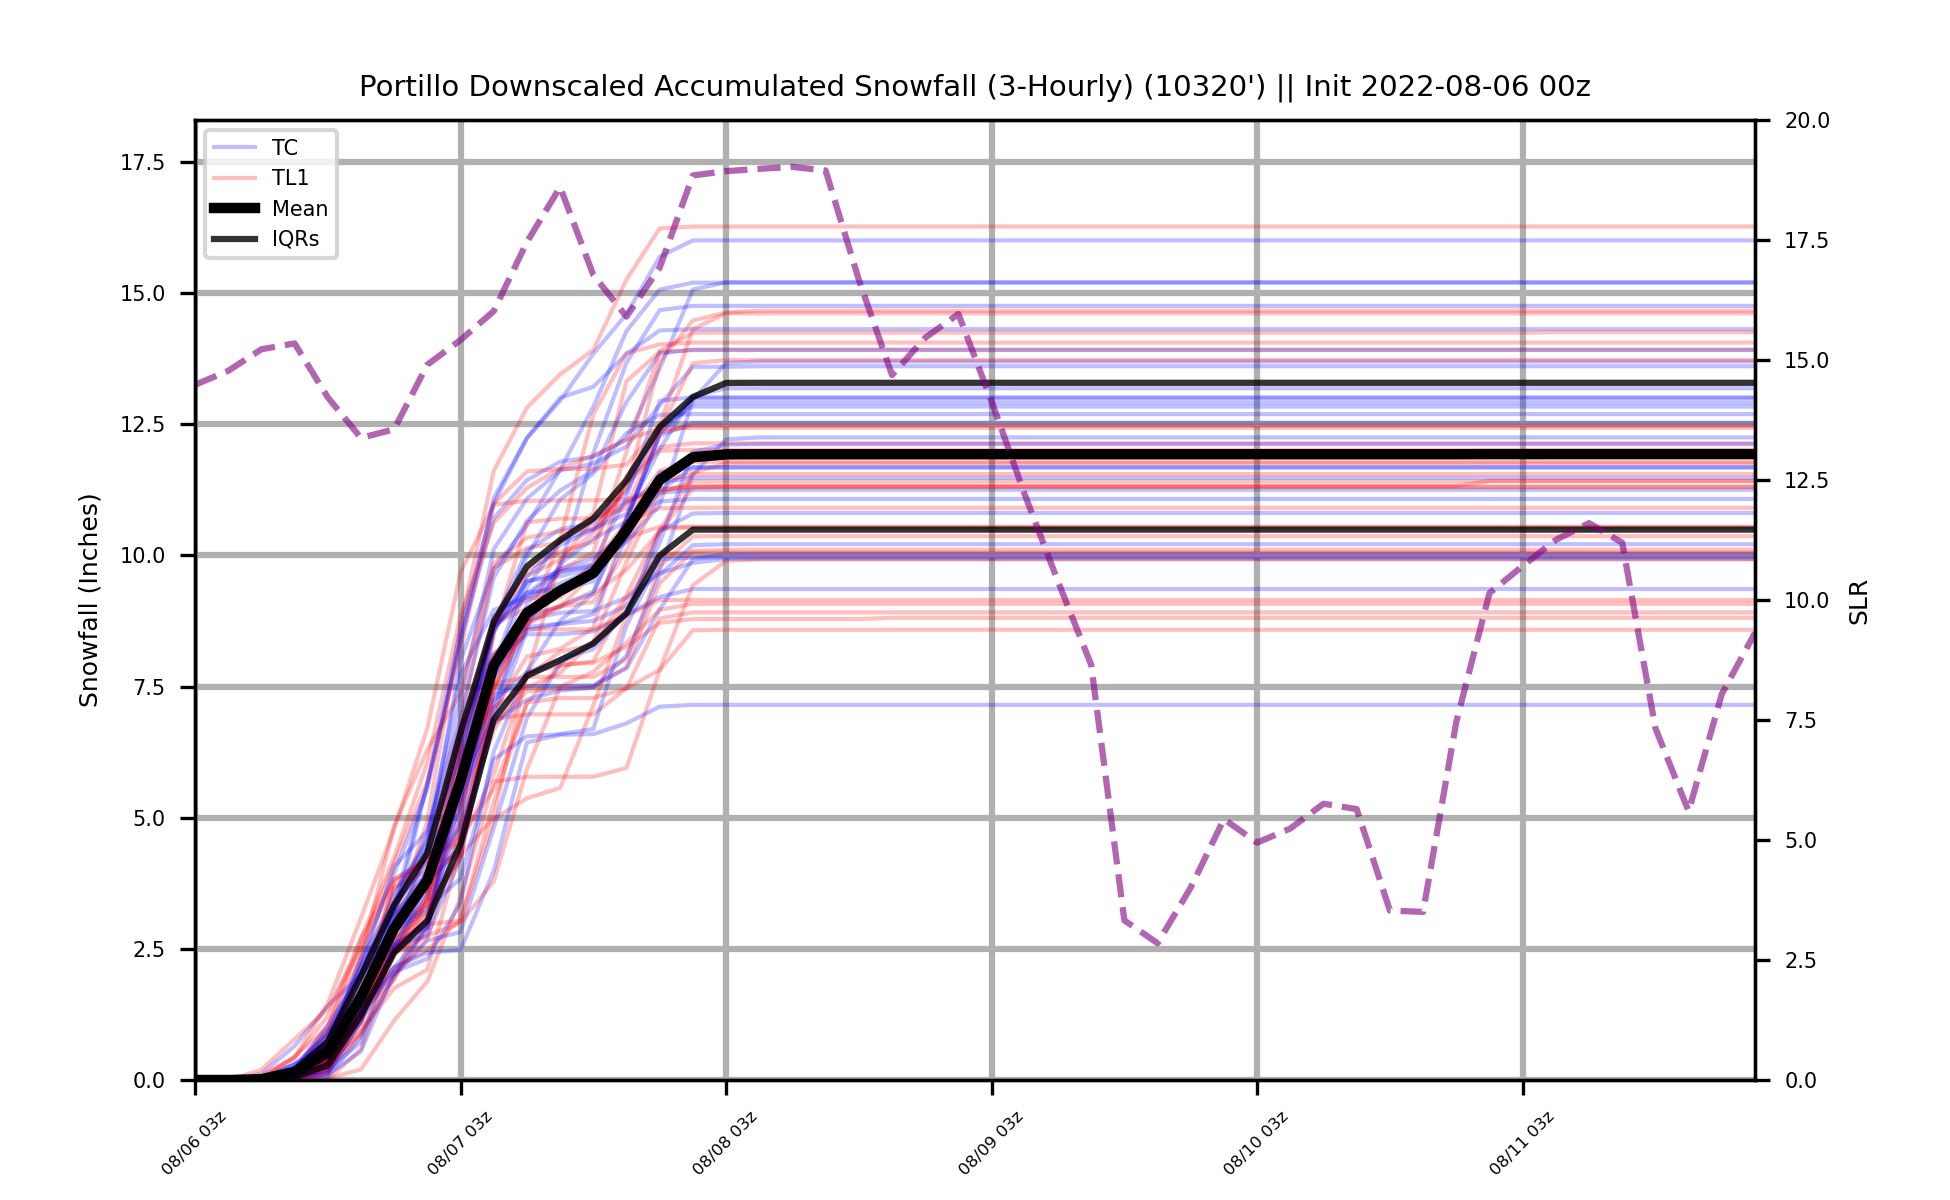 Portillo Downscaled Accumulated Snowfall (3-Hourly) (10320') || Init 2022-08-06 00z
TC
TL1
Mean
IQRs
Snowfall (Inches)
17.5
15.0
12.5
10.0
7.5
5.0
2.5
0.0
20.0
17.5
15.0
12.5
10.0
7.5
5.0
2.5
0.0
SLR
08/06 03z
08/07 03z
08/08 03z
08/09 03z
08/10 03z
08/11 03z